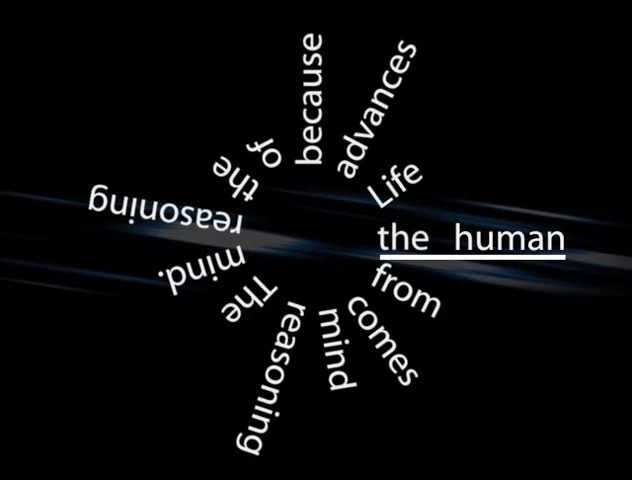 Life
advances
because
of
the
reasoning
mind.
The
reasoning
mind
comes
from
the human